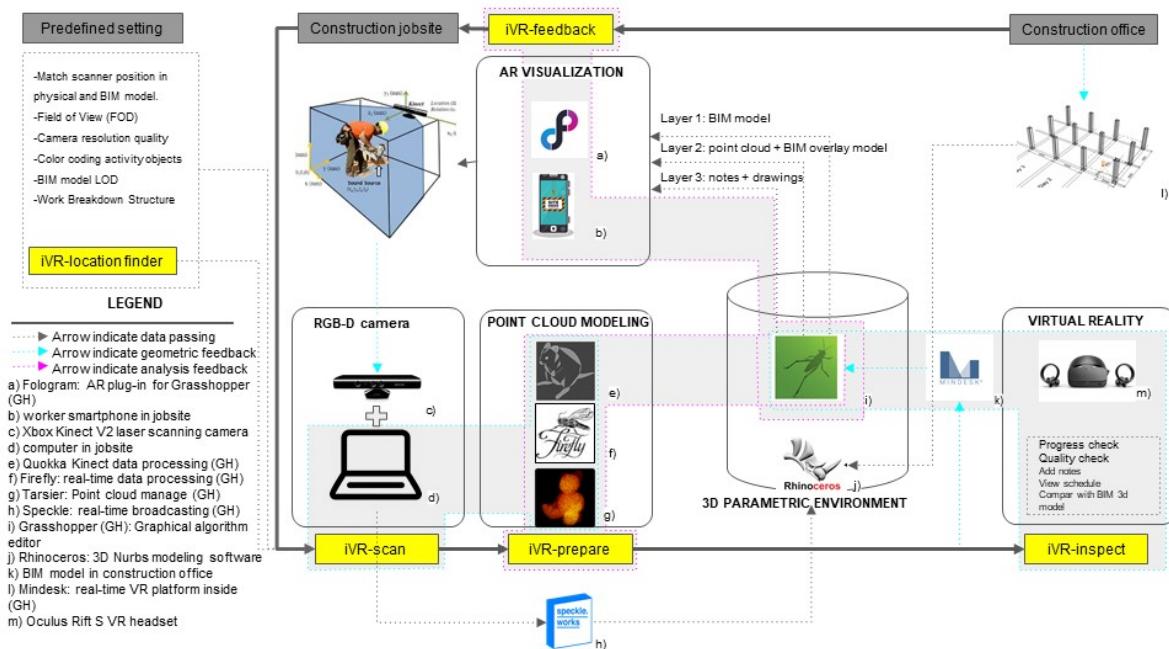 Predefined setting
Construction jobsite
iVR-feedback
Construction office
-Match scanner position in
physical and BIM model.
-Field of View (FOD)
-Camera resolution quality
-Color coding activity objects
-BIM model LOD
-Work Breakdown Structure
iVR-location finder
AR VISUALIZATION
a)
b)
Kinect
Sound Source
Layer 1: BIM model
Layer 2: point cloud + BIM overlay model
Layer 3: notes + drawings
l)
LEGEND
Arrow indicate data passing
Arrow indicate geometric feedback
Arrow indicate analysis feedback
a) Fologram: AR plug-in for Grasshopper
(GH)
b) worker smartphone in jobsite
c) Xbox Kinect V2 laser scanning camera
d) computer in jobsite
e) Quokka Kinect data processing (GH)
f) Firefly: real-time data processing (GH)
g) Tarsier: Point cloud manage (GH)
h) Speckle: real-time broadcasting (GH)
i) Grasshopper (GH): Graphical algorithm
editor
j) Rhinoceros: 3D Nurbs modeling software
k) BIM model in construction office
l) Mindesk: real-time VR platform inside
(GH)
m) Oculus Rift S VR headset
RGB-D camera
c)
d)
iVR-scan
POINT CLOUD MODELING
e)
Firefly
f)
g)
iVR-prepare
speckle.
works
h)
i)
Rhinoceros
j)
3D PARAMETRIC ENVIRONMENT
MINDESK
k)
VIRTUAL REALITY
m)
Progress check
Quality check
Add notes
View schedule
Compar with BIM 3d
model
iVR-inspect